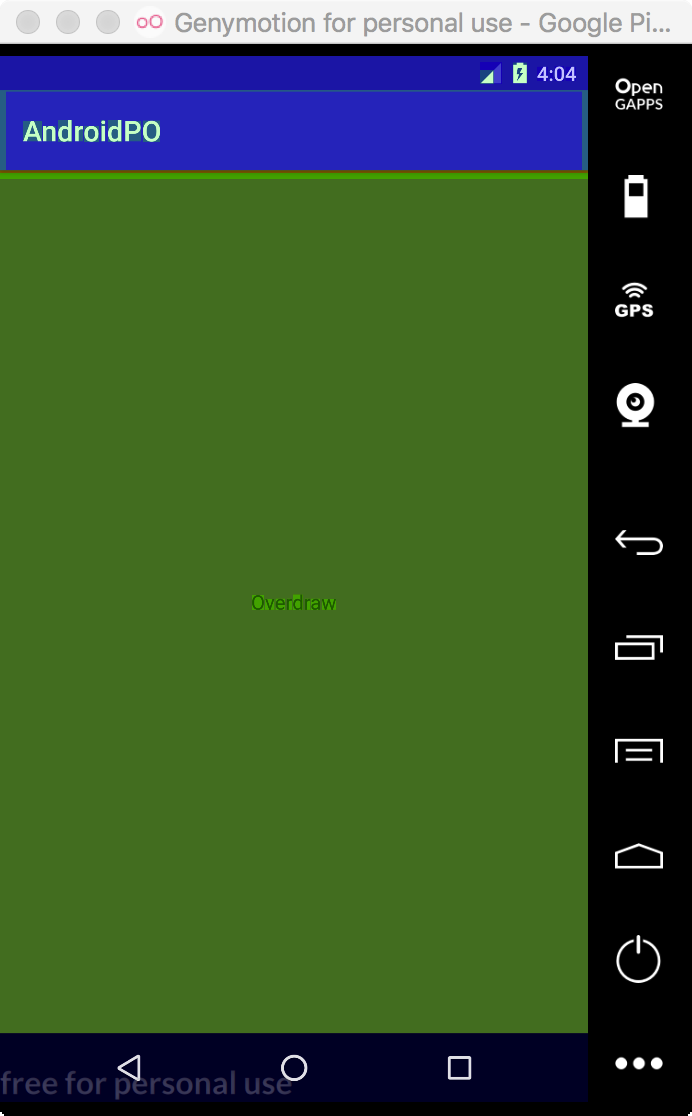 Genymotion for personal use - Google Pi...
4:04
AndroidPO
Open
GAPPS
GPS
Overdraw
free for personal use